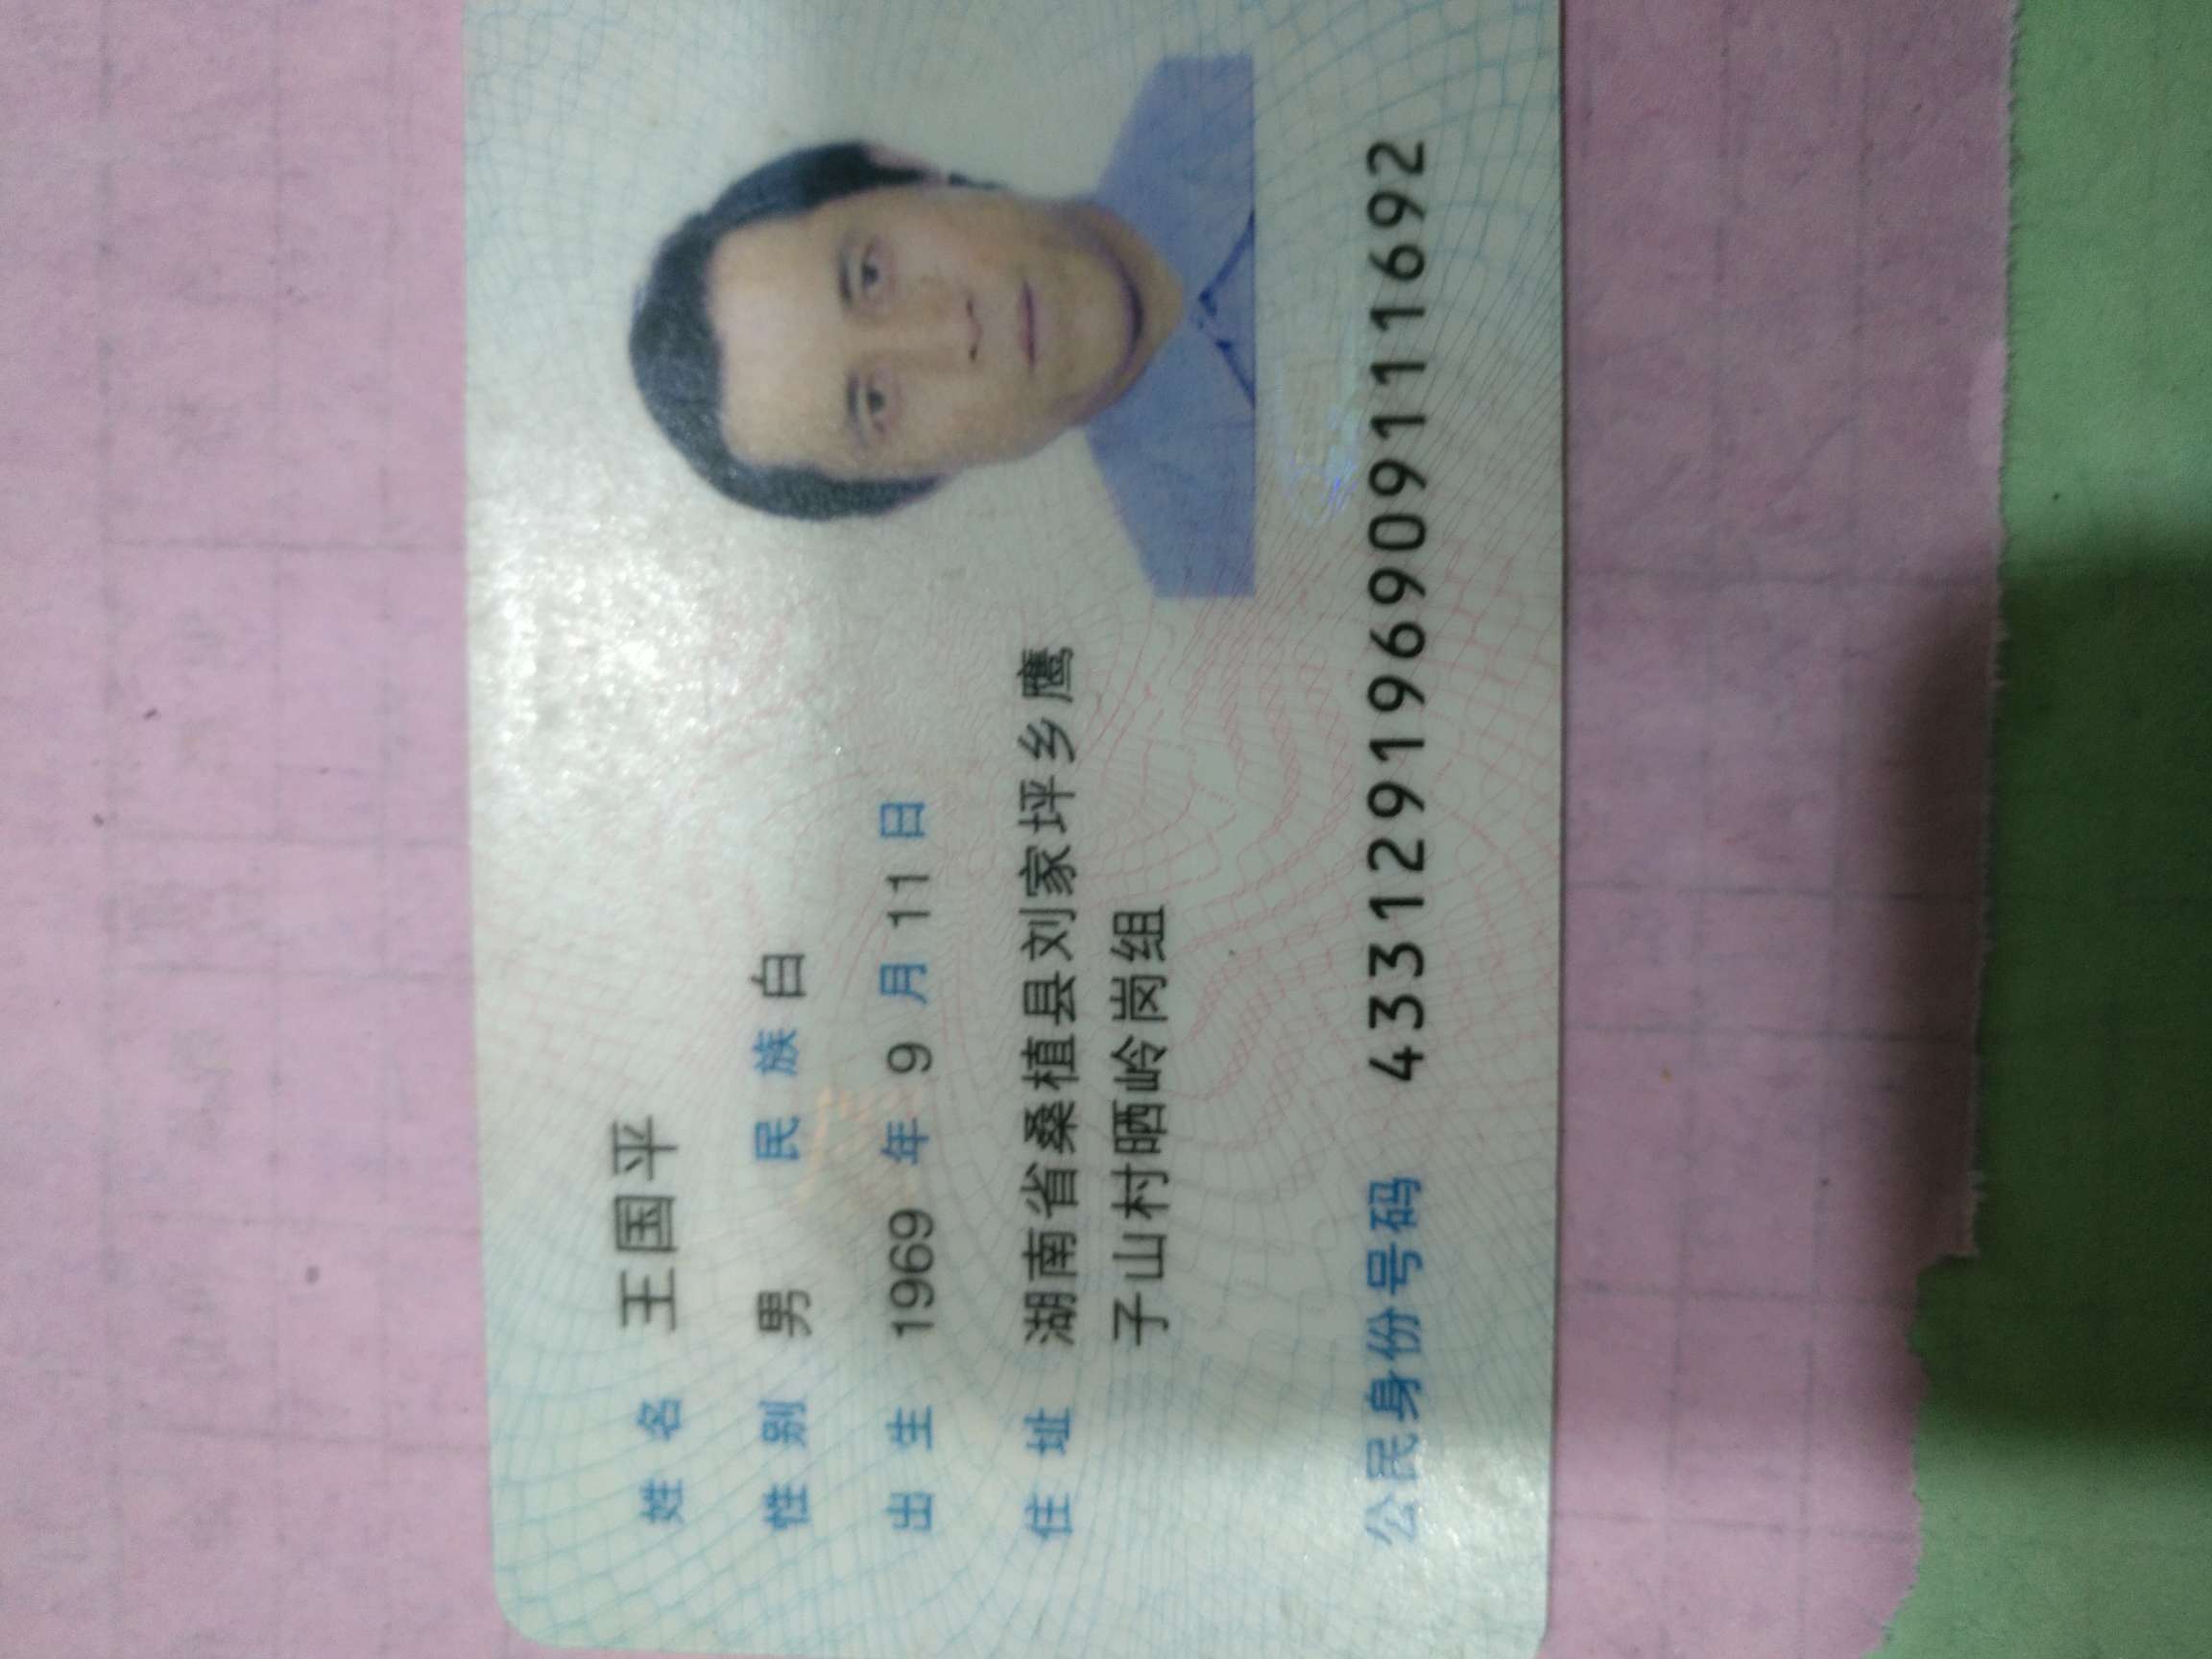 姓名 王国平
性别 男 民族 白
出生 1969 年 9 月 11 日
住址 湖南省桑植县刘家坪乡鹰
子山村晒岭岗组
公民身份号码 433129196909111692